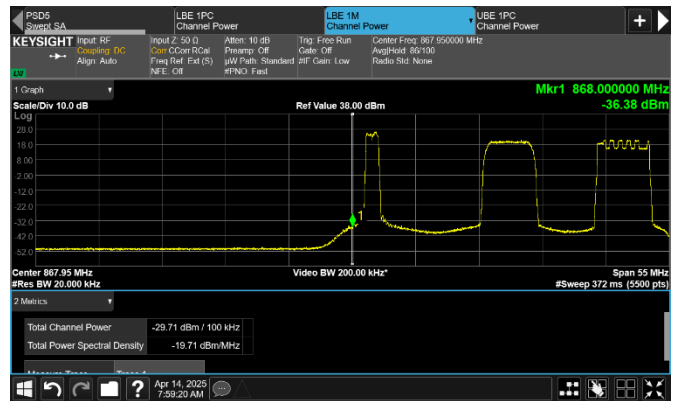 PSD5
Swept SA
LBE 1PC
Channel Power
LBE 1M
Channel Power
UBE 1PC
Channel Power
KEYSIGHT
Input: RF
Coupling: DC
Align: Auto
Input Z: 50 Ω
Corr CCorr RCal
Freq Ref: Ext (S)
NFE: Off
Atten: 10 dB
Preamp: Off
µW Path: Standard
#PNO: Fast
Trig: Free Run
Gate: Off
#IF Gain: Low
Center Freq: 867.950000 MHz
Avg|Hold: 86/100
Radio Std: None
LXI
1 Graph
Scale/Div 10.0 dB
Ref Value 38.00 dBm
Mkr1 868.000000 MHz
-36.38 dBm
Log
28.0
18.0
8.00
-2.00
-12.0
-22.0
-32.0
-42.0
-52.0
1
Center 867.95 MHz
#Res BW 20.000 kHz
Video BW 200.00 kHz*
Span 55 MHz
#Sweep 372 ms (5500 pts)
2 Metrics
Total Channel Power -29.71 dBm / 100 kHz
Total Power Spectral Density -19.71 dBm/MHz
Measure Trace Trace 1
Apr 14, 2025
7:59:20 AM